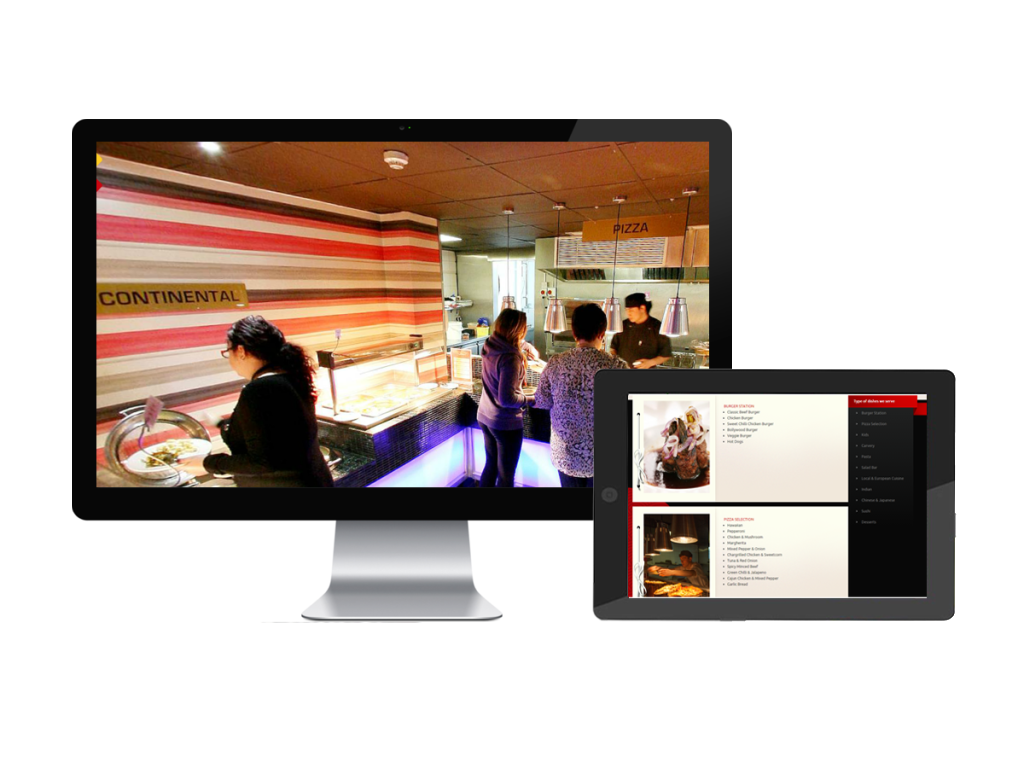 CONTINENTAL
PIZZA
BURGER STATION
Classic Beef Burger
Chicken Burger
Sweet Chilli Chicken Burger
Bollywood Burger
Veggie Burger
Hot Dogs
PIZZA SELECTION
Hawaiian
Pepperoni
Chicken & Mushroom
Margherita
Mixed Pepper & Onion
Chargrilled Chicken & Sweetcorn
Tuna & Red Onion
Spicy Minced Beef
Green Chilli & Jalapeno
Cajun Chicken & Mixed Pepper
Garlic Bread
Type of dishes we serve
Burger Station
Pizza Selection
Kids
Carvery
Pasta
Salad Bar
Local & European Cuisine
Indian
Chinese & Japanese
Sushi
Desserts